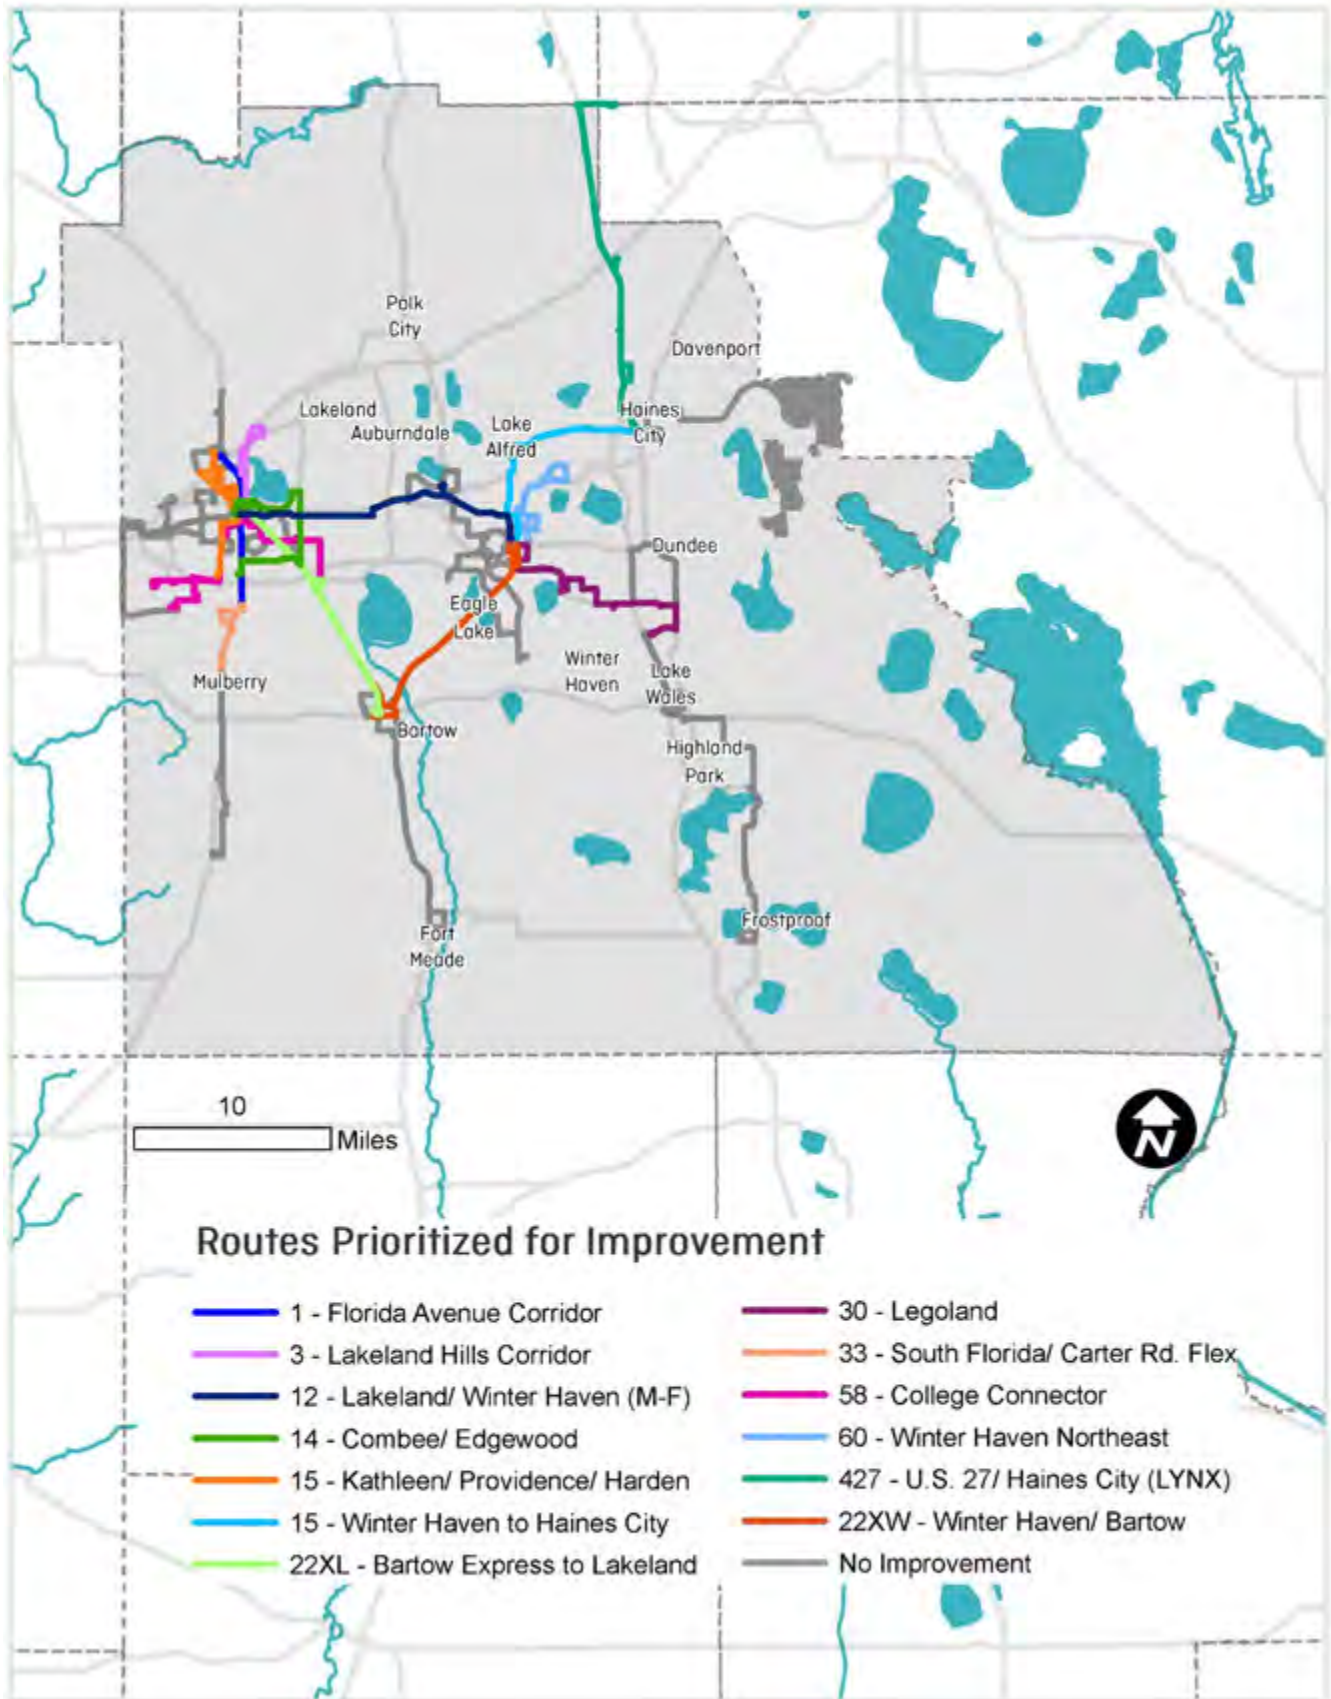 Polk
City
Davenport
Lakeland
Auburndale
Lake
Alfred
Haines
City
Dundee
Eagle
Lake
Winter
Haven
Lake
Wales
Mulberry
Bartow
Highland
Park
Frostproof
Fort
Meade
10
Miles
N
Routes Prioritized for Improvement
1 - Florida Avenue Corridor
3 - Lakeland Hills Corridor
12 - Lakeland/ Winter Haven (M-F)
14 - Combee/ Edgewood
15 - Kathleen/ Providence/ Harden
15 - Winter Haven to Haines City
22XL - Bartow Express to Lakeland
30 - Legoland
33 - South Florida/ Carter Rd. Flex
58 - College Connector
60 - Winter Haven Northeast
427 - U.S. 27/ Haines City (LYNX)
22XW - Winter Haven/ Bartow
No Improvement